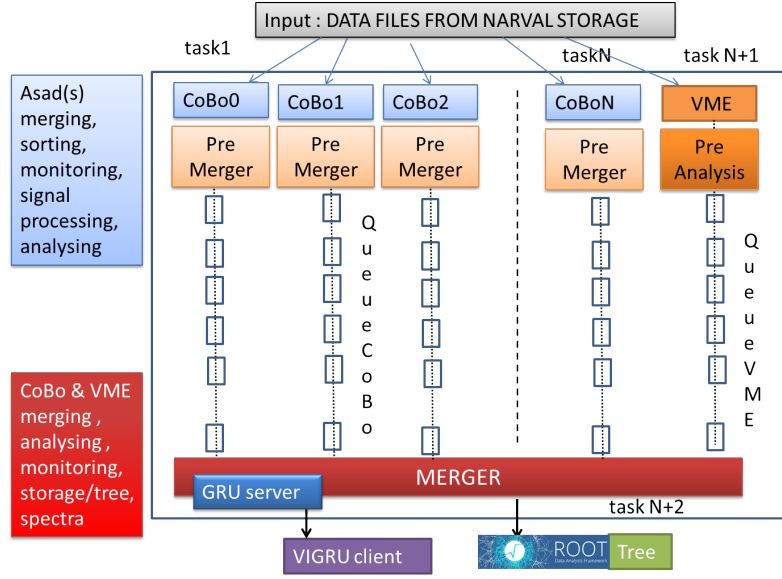 Input : DATA FILES FROM NARVAL STORAGE
task1
taskN
task N+1
Asad(s)
merging,
sorting,
monitoring,
signal
processing,
analysing
CoBo0
CoBo1
CoBo2
CoBoN
VME
Pre
Merger
Pre
Merger
Pre
Merger
Pre
Merger
Pre
Analysis
QueueCoBo
QueueVME
CoBo & VME
merging ,
analysing ,
monitoring,
storage/tree,
spectra
MERGER
GRU server
task N+2
VIGRU client
ROOT
Data Analysis Framework
Tree